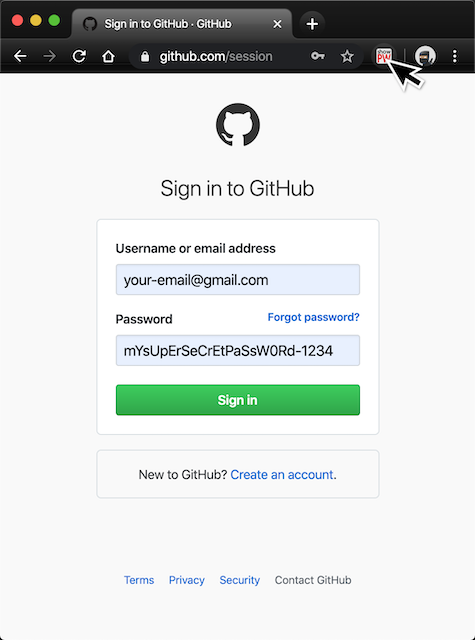 Sign in to GitHub · GitHub
github.com/session
show
PW
Sign in to GitHub
Username or email address
your-email@gmail.com
Password Forgot password?
mYsUpErSeCrEtPaSsW0Rd-1234
Sign in
New to GitHub? Create an account.
Terms Privacy Security Contact GitHub